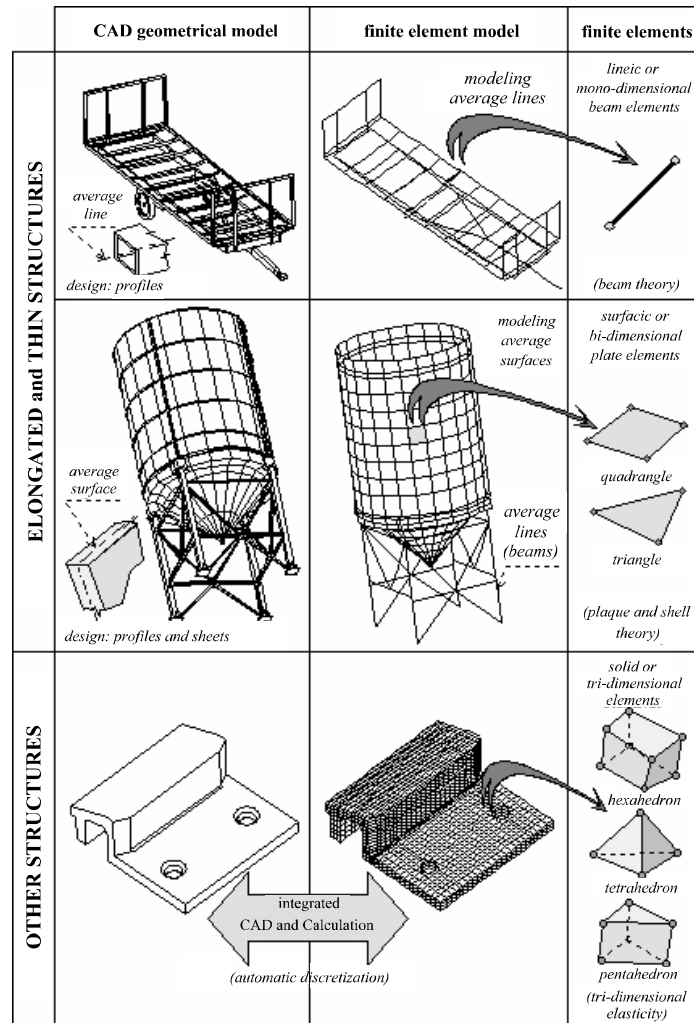 CAD geometrical model
finite element model
finite elements
ELONGATED and THIN STRUCTURES
average
line
design: profiles
modeling
average lines
lineic or
mono-dimensional
beam elements
(beam theory)
average
surface
design: profiles and sheets
modeling
average
surfaces
average
lines
(beams)
surfacic or
bi-dimensional
plate elements
quadrangle
triangle
(plaque and shell
theory)
OTHER STRUCTURES
integrated
CAD and Calculation
(automatic discretization)
solid or
tri-dimensional
elements
hexahedron
tetrahedron
pentahedron
(tri-dimensional
elasticity)